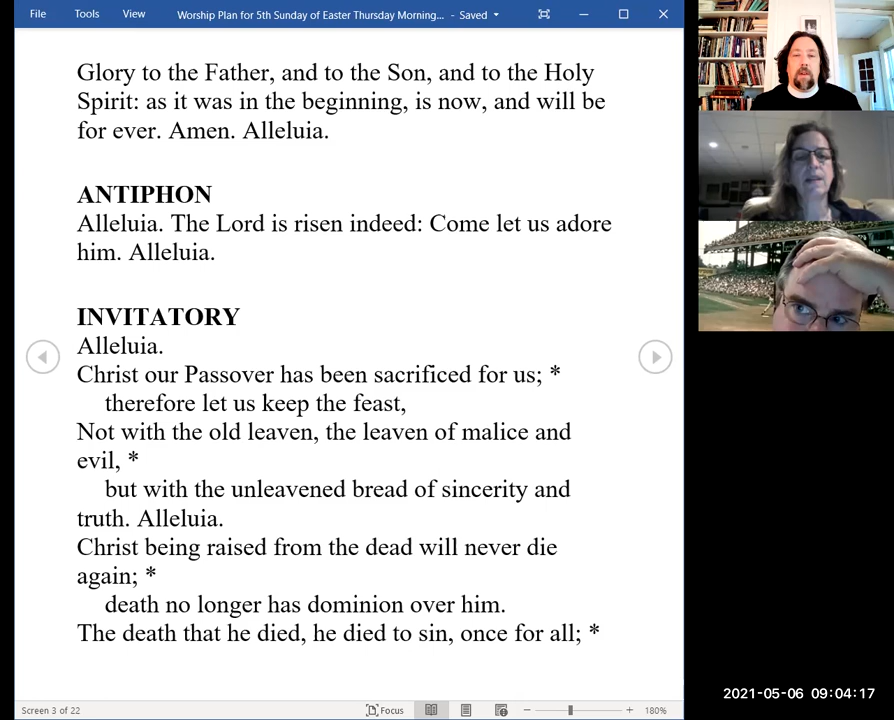 File Tools View Worship Plan for 5th Sunday of Easter Thursday Morning... - Saved
Glory to the Father, and to the Son, and to the Holy
Spirit: as it was in the beginning, is now, and will be
for ever. Amen. Alleluia.
ANTIPHON
Alleluia. The Lord is risen indeed: Come let us adore
him. Alleluia.
INVITATORY
Alleluia.
Christ our Passover has been sacrificed for us; *
therefore let us keep the feast,
Not with the old leaven, the leaven of malice and
evil, *
but with the unleavened bread of sincerity and
truth. Alleluia.
Christ being raised from the dead will never die
again; *
death no longer has dominion over him.
The death that he died, he died to sin, once for all; *
Screen 3 of 22 Focus 180%
2021-05-06 09:04:17